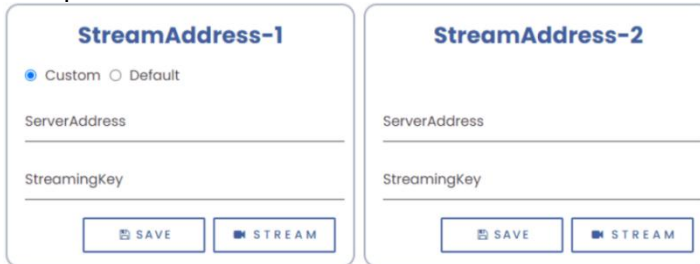 StreamAddress-1
Custom Default
ServerAddress
StreamingKey
SAVE STREAM
StreamAddress-2
ServerAddress
StreamingKey
SAVE STREAM